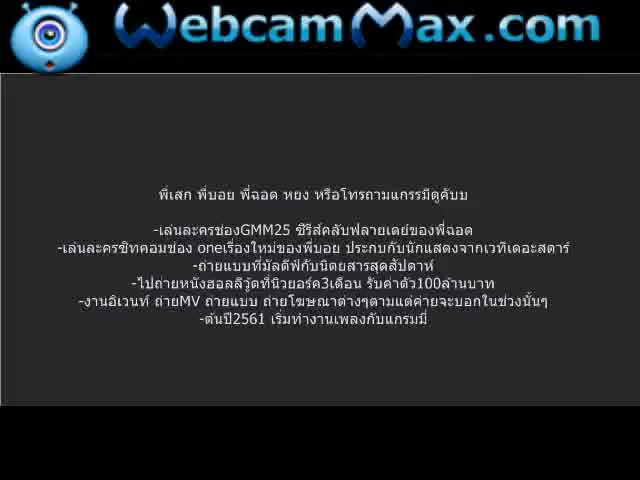 WebcamMax.com
พี่เสก พี่บอย พี่ฉอด หยง หรือโทรถามแกรรมีดูคับบ
-เล่นละครช่องGMM25 ซีรีส์คลับฟลายเดย์ของพี่ฉอด
-เล่นละครซิทคอมช่อง oneเรื่องใหม่ของพี่บอย ประกบกับนักแสดงจากเวทีเดอะสตาร์
-ถ่ายแบบที่มัลดีฟกับนิตยสารสุดสัปดาห์
-ไปถ่ายหนังฮอลลีวู้ดที่นิวยอร์ค3เดือน รับค่าตัว100ล้านบาท
-งานอิเวนท์ ถ่ายMV ถ่ายแบบ ถ่ายโฆษณาต่างๆตามแต่ค่ายจะบอกในช่วงนั้นๆ
-ต้นปี2561 เริ่มทำงานเพลงกับแกรมมี่